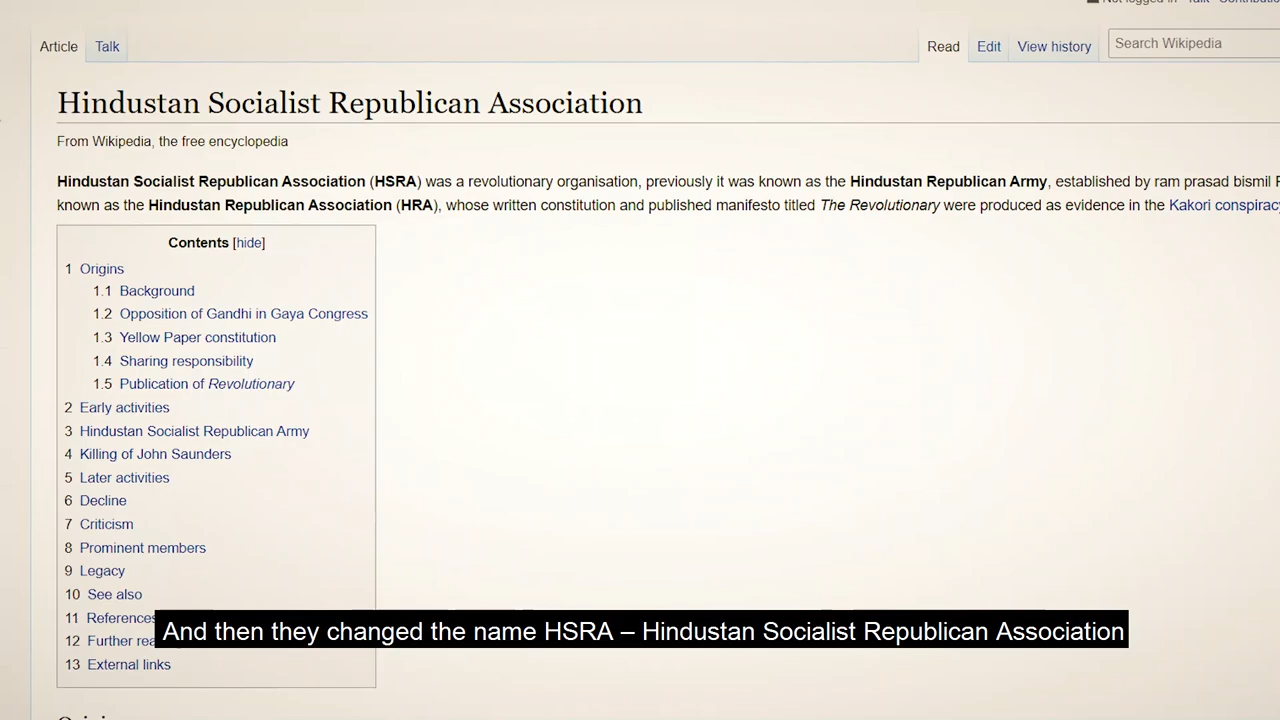 Not logged in Talk
Article Talk Read Edit View history Search Wikipedia
Hindustan Socialist Republican Association
From Wikipedia, the free encyclopedia
Hindustan Socialist Republican Association (HSRA) was a revolutionary organisation, previously it was known as the Hindustan Republican Army, established by ram prasad bismil
known as the Hindustan Republican Association (HRA), whose written constitution and published manifesto titled The Revolutionary were produced as evidence in the Kakori conspiracy
Contents [hide]
1 Origins
1.1 Background
1.2 Opposition of Gandhi in Gaya Congress
1.3 Yellow Paper constitution
1.4 Sharing responsibility
1.5 Publication of Revolutionary
2 Early activities
3 Hindustan Socialist Republican Army
4 Killing of John Saunders
5 Later activities
6 Decline
7 Criticism
8 Prominent members
9 Legacy
10 See also
11 References
12 Further
13 External links
And then they changed the name HSRA – Hindustan Socialist Republican Association